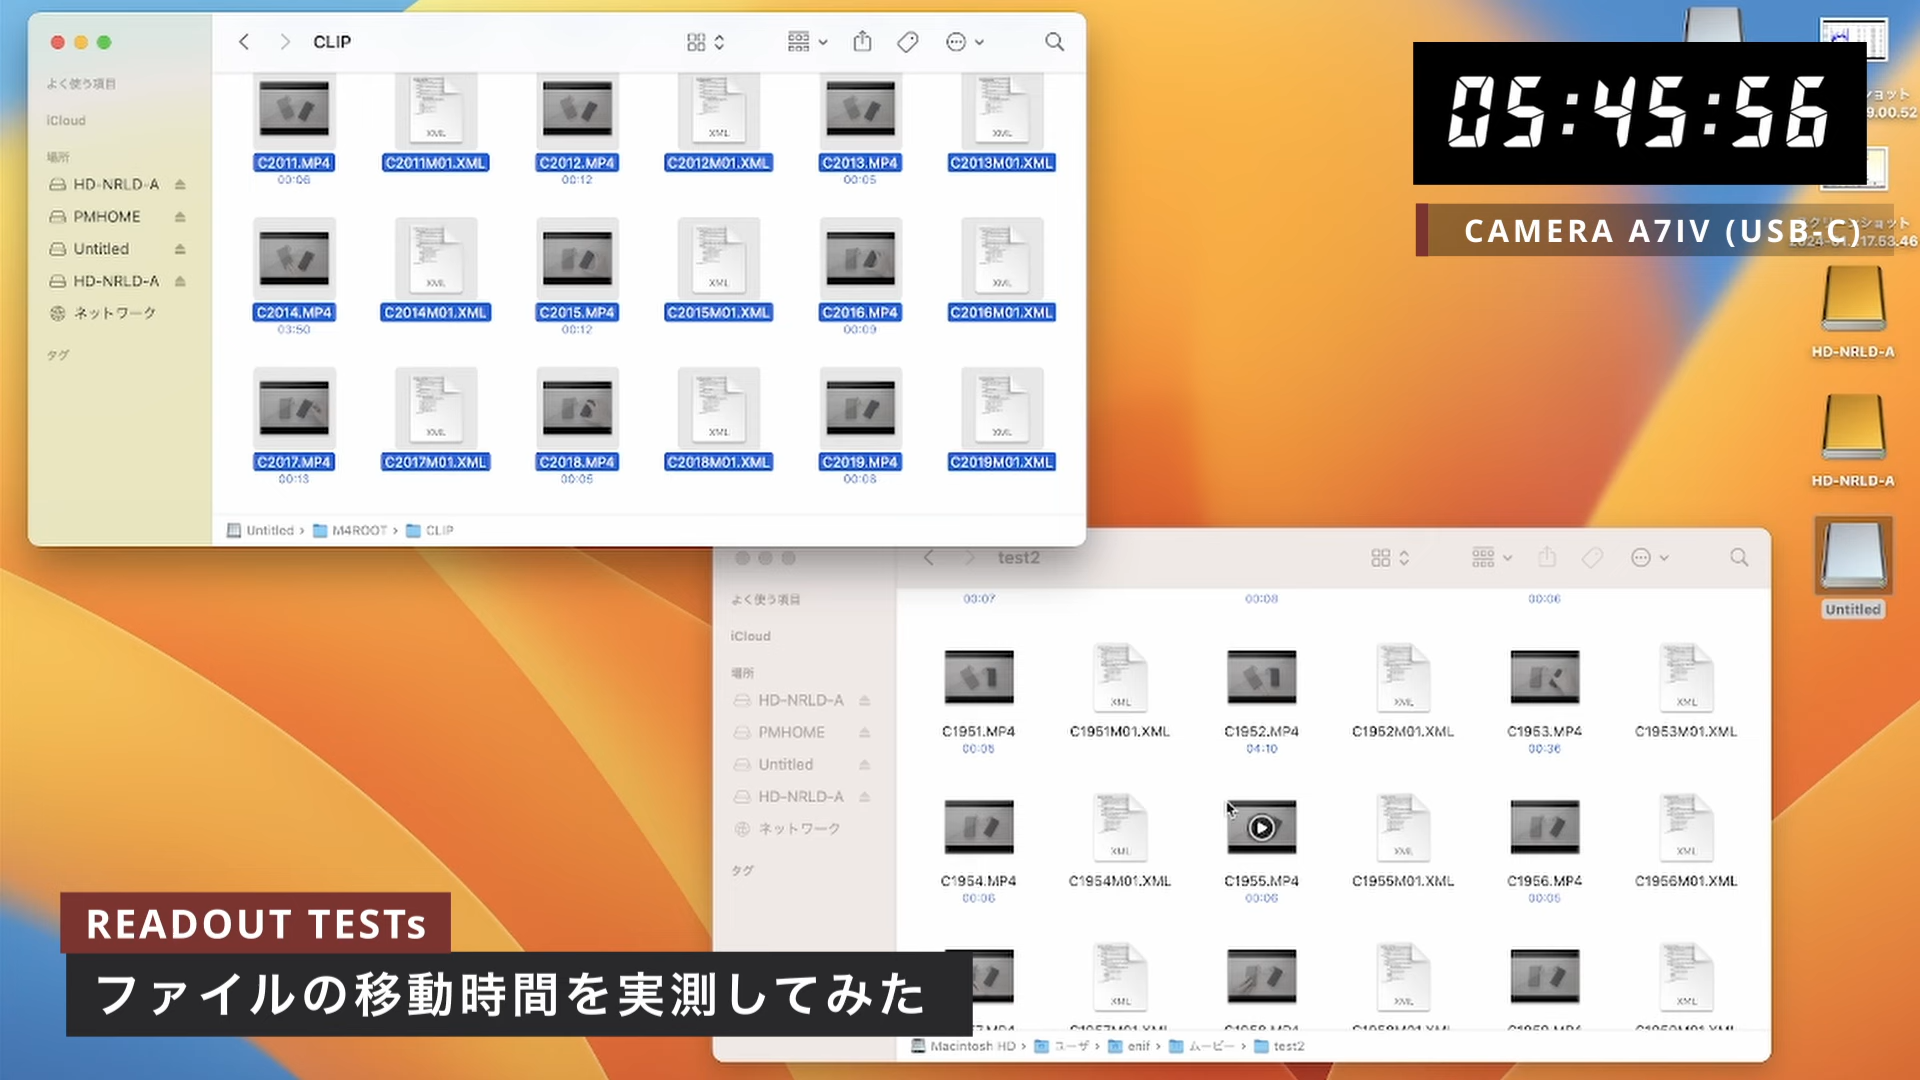 CLIP
よく使う項目
iCloud
場所
HD-NRLD-A
PMHOME
Untitled
HD-NRLD-A
ネットワーク
タグ
C2011.MP4 C2011M01.XML C2012.MP4 C2012M01.XML C2013.MP4 C2013M01.XML
00:06 00:12 00:05
C2014.MP4 C2014M01.XML C2015.MP4 C2015M01.XML C2016.MP4 C2016M01.XML
03:50 00:12 00:09
C2017.MP4 C2017M01.XML C2018.MP4 C2018M01.XML C2019.MP4 C2019M01.XML
00:13 00:05 00:08
Untitled › M4ROOT › CLIP
05:45:56
CAMERA A7IV (USB-C)
HD-NRLD-A
HD-NRLD-A
Untitled
test2
よく使う項目
iCloud
場所
HD-NRLD-A
PMHOME
Untitled
HD-NRLD-A
ネットワーク
タグ
00:07 00:08 00:06
C1951.MP4 C1951M01.XML C1952.MP4 C1952M01.XML C1953.MP4 C1953M01.XML
00:05 04:10 00:36
C1954.MP4 C1954M01.XML C1955.MP4 C1955M01.XML C1956.MP4 C1956M01.XML
00:06 00:06 00:05
Macintosh HD › ユーザ › enif › ムービー › test2
READOUT TESTs
ファイルの移動時間を実測してみた